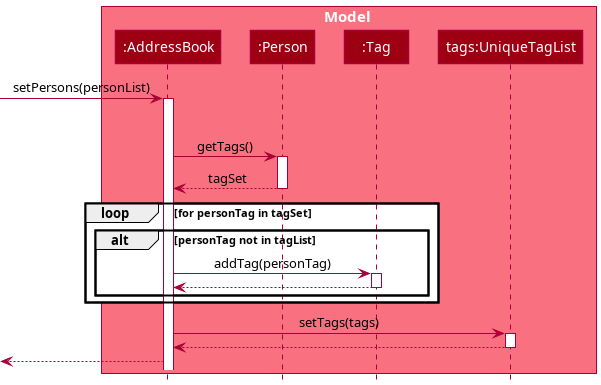 Model
:AddressBook
:Person
:Tag
tags:UniqueTagList
setPersons(personList)
getTags()
tagSet
loop [for personTag in tagSet]
alt [personTag not in tagList]
addTag(personTag)
setTags(tags)